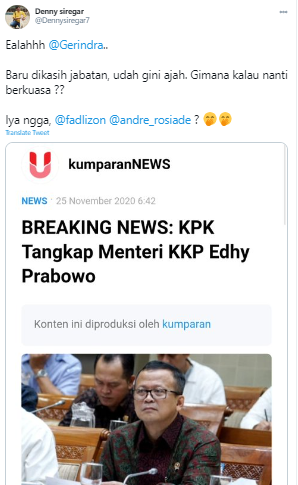 Denny siregar
@Dennysiregar7
Ealahhh @Gerindra..
Baru dikasih jabatan, udah gini ajah. Gimana kalau nanti
berkuasa ??
Iya ngga, @fadlizon @andre_rosiade ? 🤭🤭
Translate Tweet
kumparanNEWS
NEWS · 25 November 2020 6:42
BREAKING NEWS: KPK
Tangkap Menteri KKP Edhy
Prabowo
Konten ini diproduksi oleh kumparan